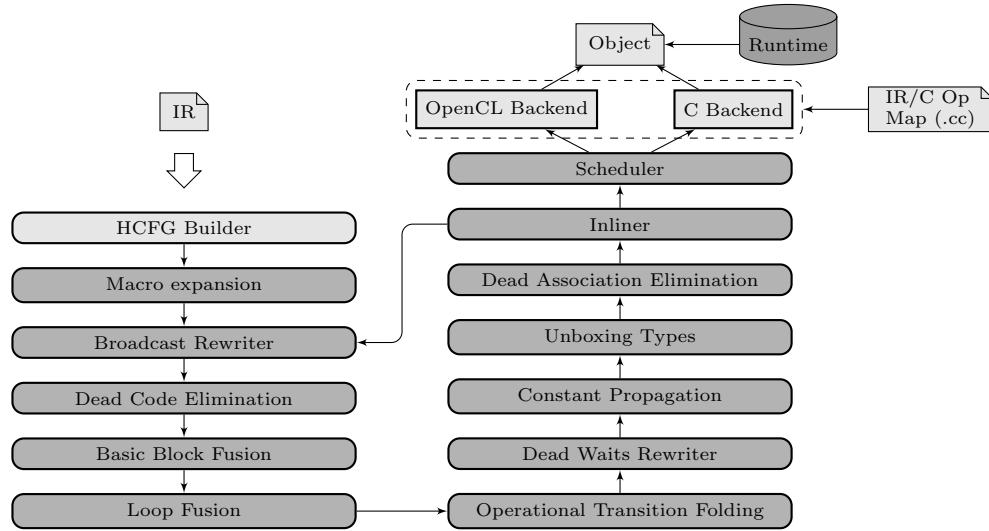 Object
Runtime
IR
OpenCL Backend
C Backend
IR/C Op
Map (.cc)
Scheduler
HCFG Builder
Inliner
Macro expansion
Dead Association Elimination
Broadcast Rewriter
Unboxing Types
Dead Code Elimination
Constant Propagation
Basic Block Fusion
Dead Waits Rewriter
Loop Fusion
Operational Transition Folding